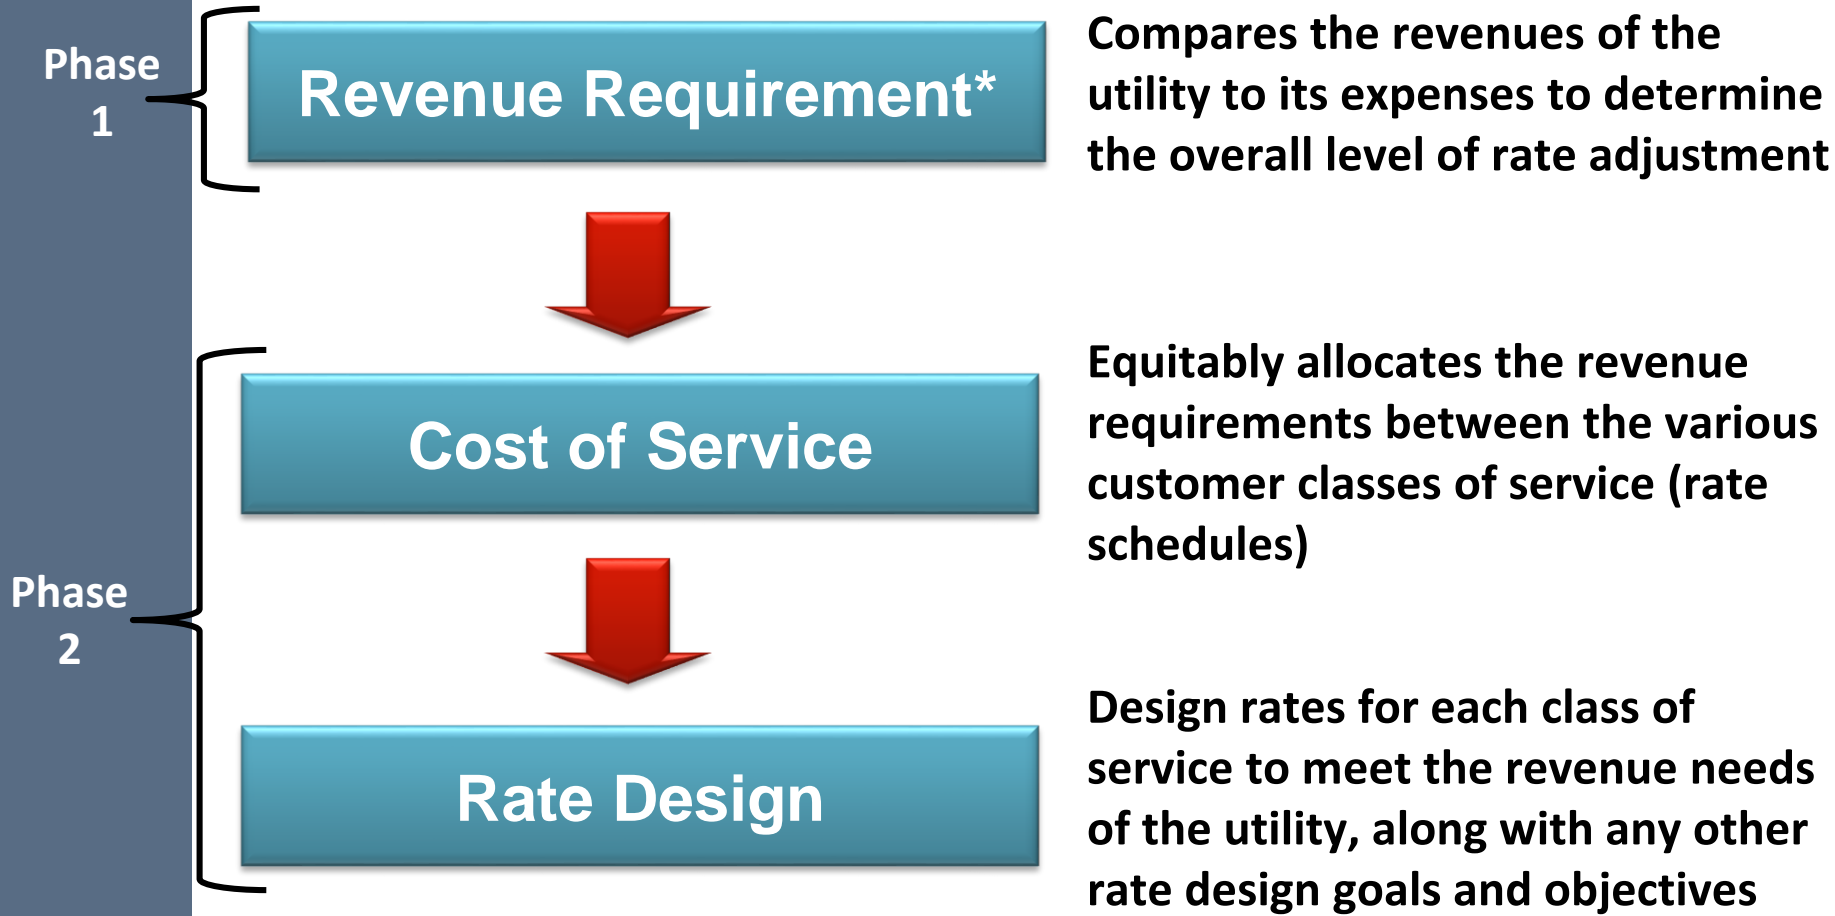 Phase
1
Revenue Requirement*
Compares the revenues of the
utility to its expenses to determine
the overall level of rate adjustment
Phase
2
Cost of Service
Equitably allocates the revenue
requirements between the various
customer classes of service (rate
schedules)
Rate Design
Design rates for each class of
service to meet the revenue needs
of the utility, along with any other
rate design goals and objectives